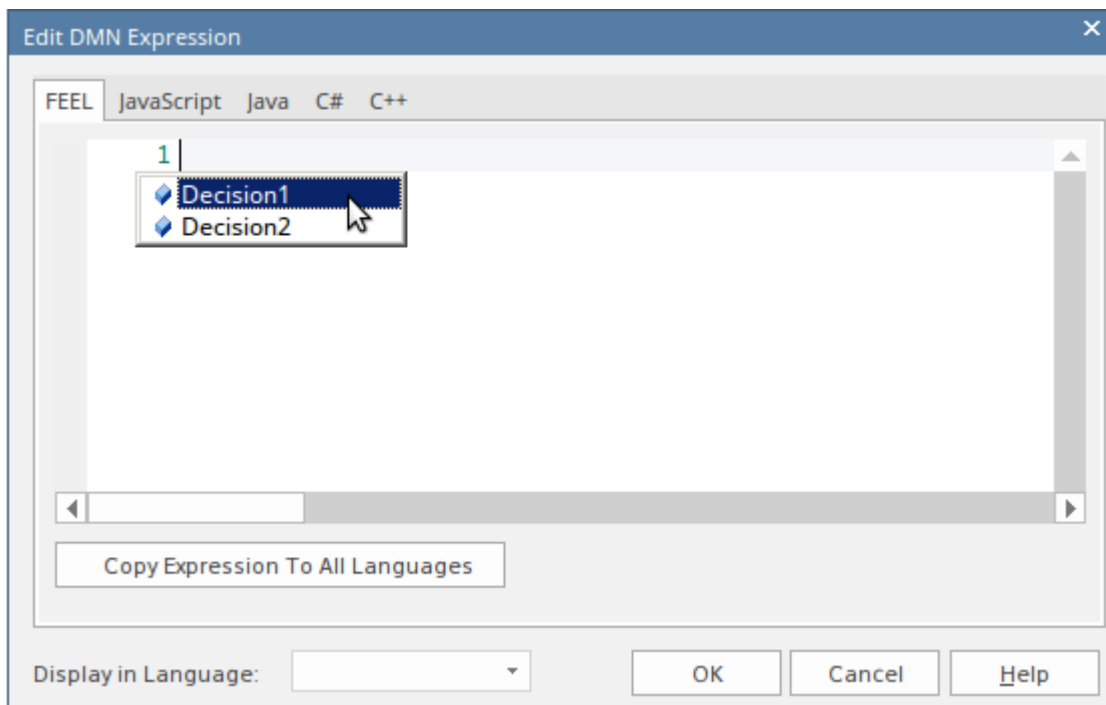 Edit DMN Expression
FEEL JavaScript Java C# C++
1
Decision1
Decision2
Copy Expression To All Languages
Display in Language: OK Cancel Help